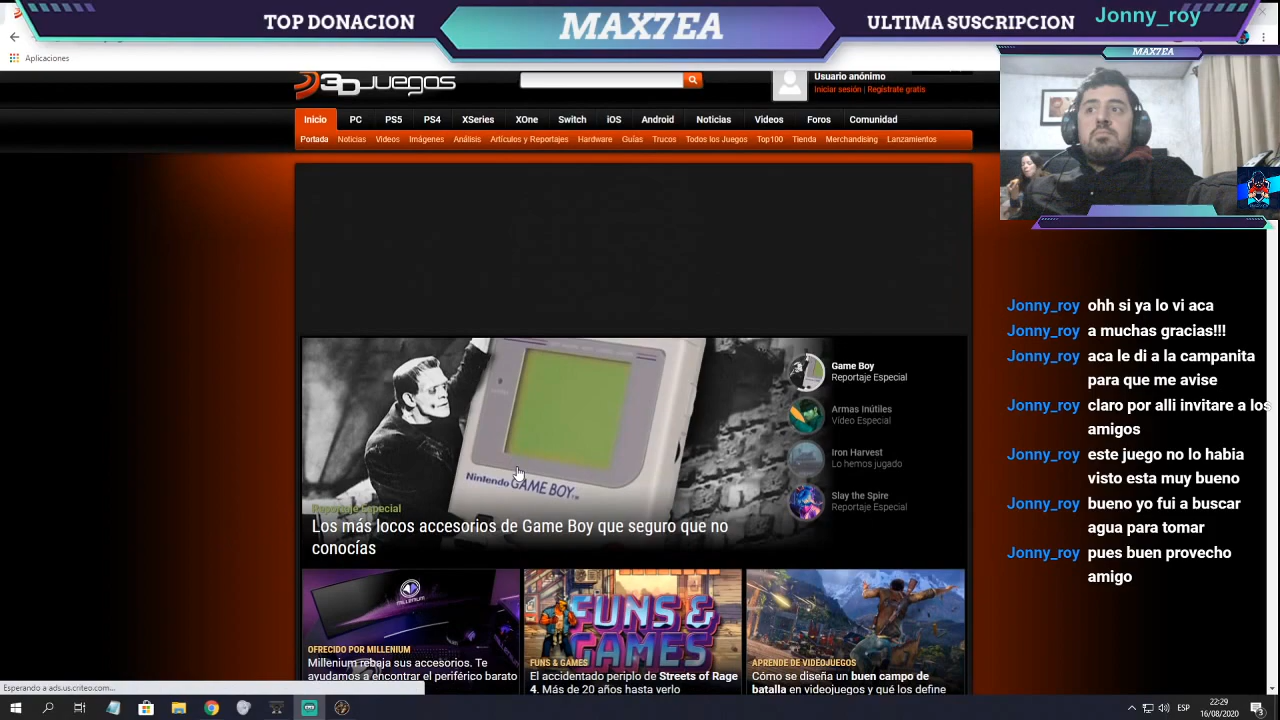 TOP DONACION
MAX7EA
ULTIMA SUSCRIPCION
Jonny_roy
Aplicaciones
3DJuegos
Usuario anónimo
Iniciar sesión | Regístrate gratis
MAX7EA
Inicio PC PS5 PS4 XSeries XOne Switch iOS Android Noticias Videos Foros Comunidad
Portada Noticias Videos Imágenes Análisis Artículos y Reportajes Hardware Guías Trucos Todos los Juegos Top100 Tienda Merchandising Lanzamientos
Nintendo GAME BOY
Reportaje Especial
Los más locos accesorios de Game Boy que seguro que no
conocías
Game Boy
Reportaje Especial
Armas Inútiles
Vídeo Especial
Iron Harvest
Lo hemos jugado
Slay the Spire
Reportaje Especial
MILLENIUM
OFRECIDO POR MILLENIUM
Millenium rebaja sus accesorios. Te
ayudamos a encontrar el periférico barato
FUNS &
GAMES
FUNS & GAMES
El accidentado periplo de Streets of Rage
4. Más de 20 años hasta verlo
APRENDE DE VIDEOJUEGOS
Cómo se diseña un buen campo de
batalla en videojuegos y qué los define
Jonny_roy ohh si ya lo vi aca
Jonny_roy a muchas gracias!!!
Jonny_roy aca le di a la campanita
para que me avise
Jonny_roy claro por alli invitare a los
amigos
Jonny_roy este juego no lo habia
visto esta muy bueno
Jonny_roy bueno yo fui a buscar
agua para tomar
Jonny_roy pues buen provecho
amigo
Esperando a ads.us.criteo.com...
ESP
22:29
16/08/2020
3